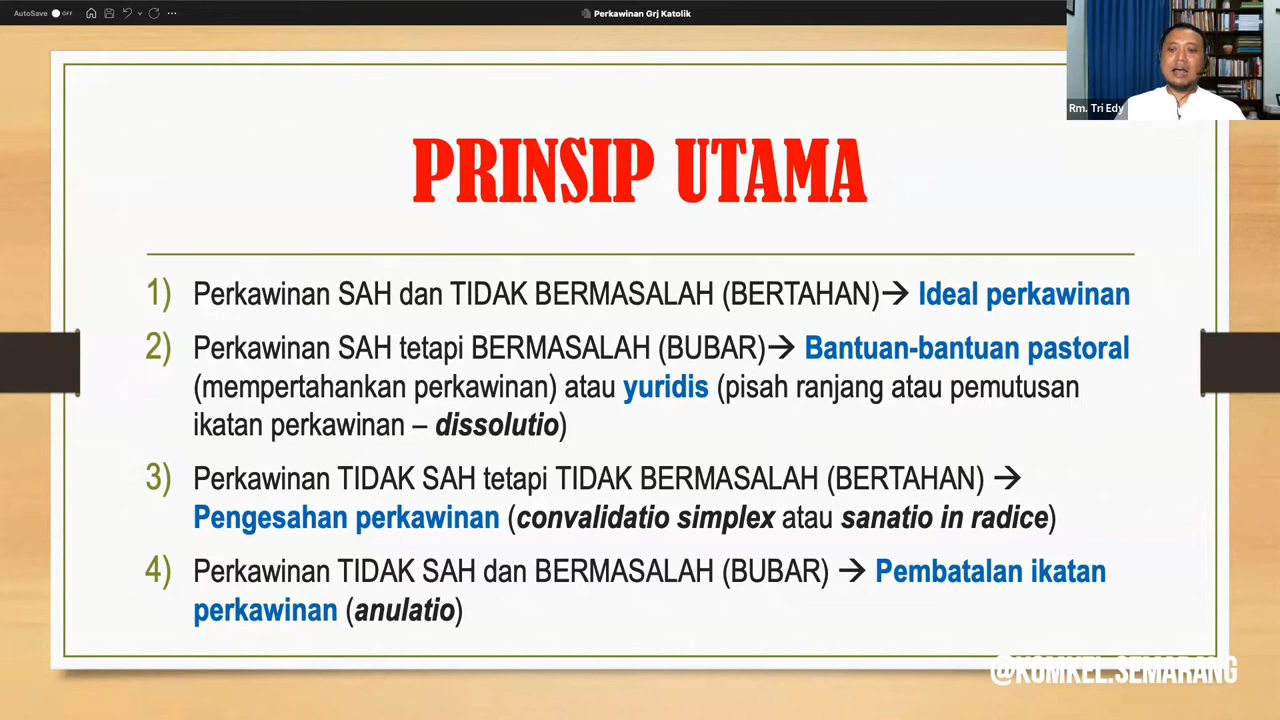 AutoSave OFF
Perkawinan Grj Katolik
Rm. Tri Edy
PRINSIP UTAMA
1) Perkawinan SAH dan TIDAK BERMASALAH (BERTAHAN)→ Ideal perkawinan
2) Perkawinan SAH tetapi BERMASALAH (BUBAR)→ Bantuan-bantuan pastoral
(mempertahankan perkawinan) atau yuridis (pisah ranjang atau pemutusan
ikatan perkawinan – dissolutio)
3) Perkawinan TIDAK SAH tetapi TIDAK BERMASALAH (BERTAHAN) →
Pengesahan perkawinan (convalidatio simplex atau sanatio in radice)
4) Perkawinan TIDAK SAH dan BERMASALAH (BUBAR) → Pembatalan ikatan
perkawinan (anulatio)
@KOMKEL.SEMARANG